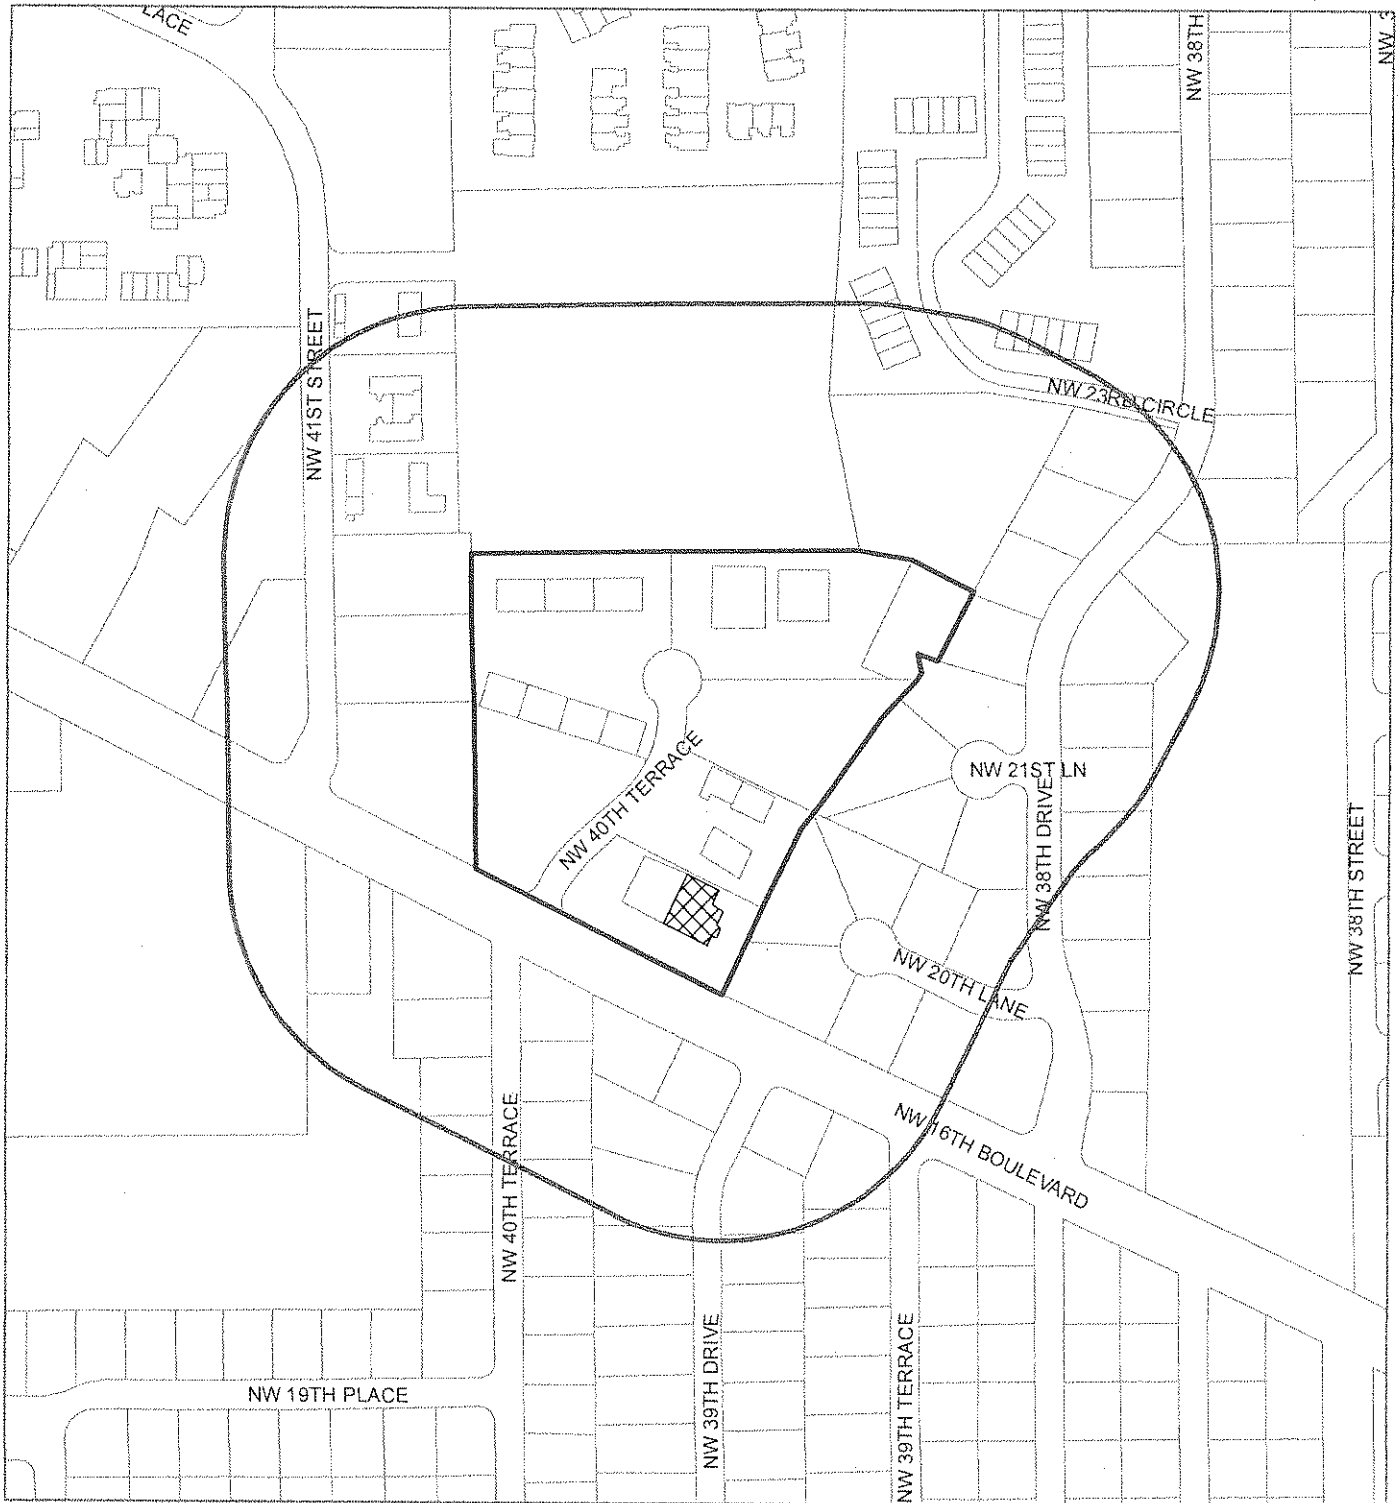 LACE
NW 38TH
NW 3
NW 41ST STREET
NW 23RD CIRCLE
NW 40TH TERRACE
NW 21ST LN
NW 38TH DRIVE
NW 38TH STREET
NW 20TH LANE
NW 16TH BOULEVARD
NW 40TH TERRACE
NW 39TH DRIVE
NW 39TH TERRACE
NW 19TH PLACE